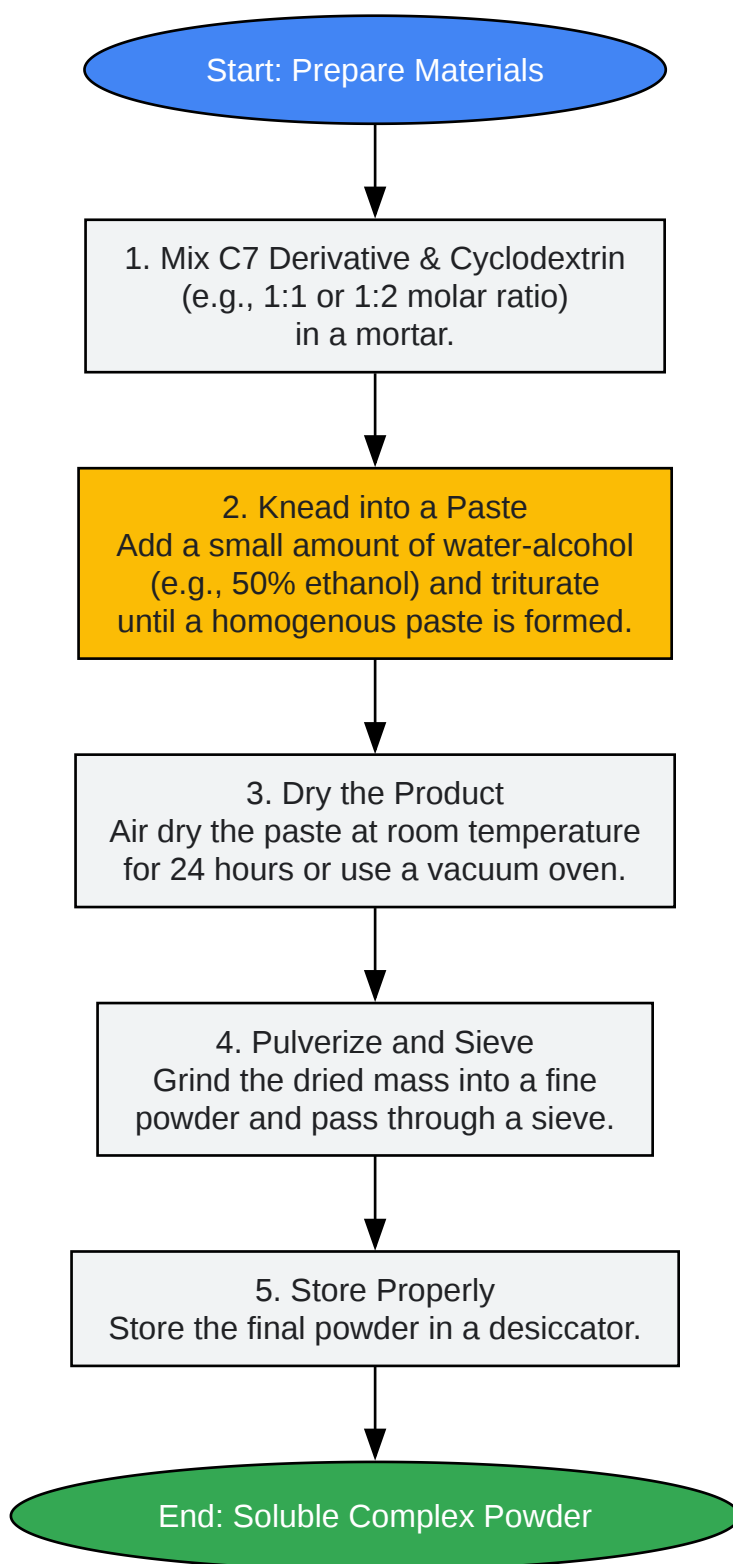 Start: Prepare Materials
1. Mix C7 Derivative & Cyclodextrin
(e.g., 1:1 or 1:2 molar ratio)
in a mortar.
2. Knead into a Paste
Add a small amount of water-alcohol
(e.g., 50% ethanol) and triturate
until a homogenous paste is formed.
3. Dry the Product
Air dry the paste at room temperature
for 24 hours or use a vacuum oven.
4. Pulverize and Sieve
Grind the dried mass into a fine
powder and pass through a sieve.
5. Store Properly
Store the final powder in a desiccator.
End: Soluble Complex Powder